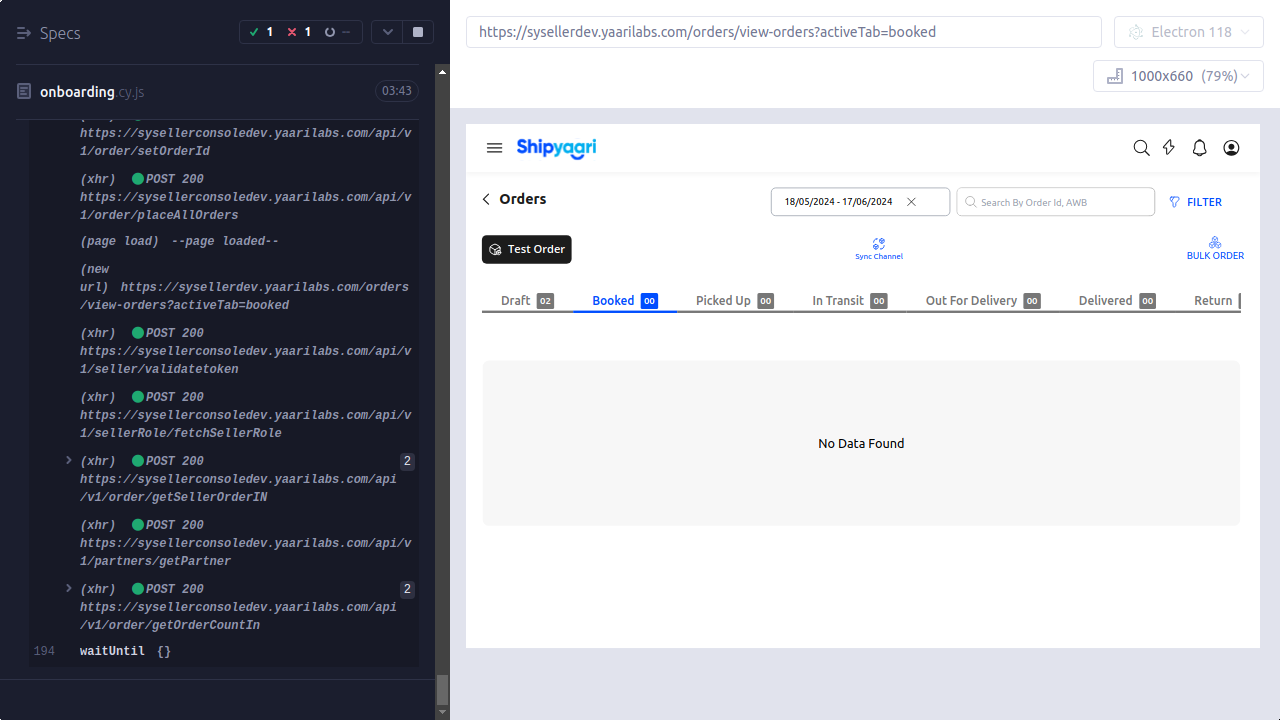 Specs
1
1
--
onboarding.cy.js
03:43
https://sysellerconsoledev.yaarilabs.com/api/v
1/order/setOrderId
(xhr) POST 200
https://sysellerconsoledev.yaarilabs.com/api/v
1/order/placeAllOrders
(page load) --page loaded--
(new
url) https://sysellerdev.yaarilabs.com/orders
/view-orders?activeTab=booked
(xhr) POST 200
https://sysellerconsoledev.yaarilabs.com/api/v
1/seller/validatetoken
(xhr) POST 200
https://sysellerconsoledev.yaarilabs.com/api/v
1/sellerRole/fetchSellerRole
(xhr) POST 200 2
https://sysellerconsoledev.yaarilabs.com/api
/v1/order/getSellerOrderIN
(xhr) POST 200
https://sysellerconsoledev.yaarilabs.com/api/v
1/partners/getPartner
(xhr) POST 200 2
https://sysellerconsoledev.yaarilabs.com/api
/v1/order/getOrderCountIn
194 waitUntil {}
https://sysellerdev.yaarilabs.com/orders/view-orders?activeTab=booked
Electron 118
1000x660 (79%)
Shipyaari
Orders
18/05/2024 - 17/06/2024
Search By Order Id, AWB
FILTER
Test Order
Sync Channel
BULK ORDER
Draft 02
Booked 00
Picked Up 00
In Transit 00
Out For Delivery 00
Delivered 00
Return
No Data Found